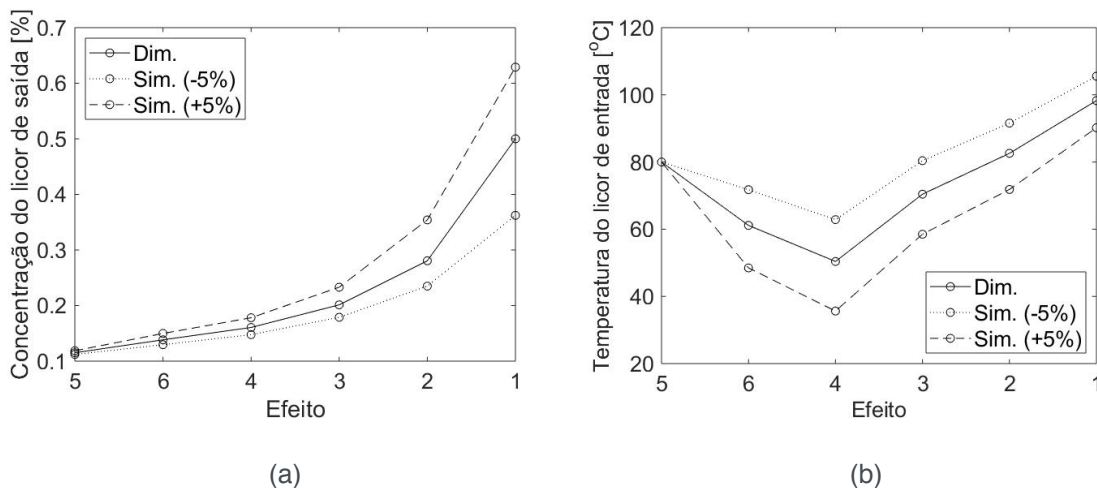 Concentração do licor de saída [%]
0.7
0.6
0.5
0.4
0.3
0.2
0.1
Dim.
Sim. (-5%)
Sim. (+5%)
5 6 4 3 2 1
Efeito
(a)
Temperatura do licor de entrada [°C]
120
100
80
60
40
20
Dim.
Sim. (-5%)
Sim. (+5%)
5 6 4 3 2 1
Efeito
(b)